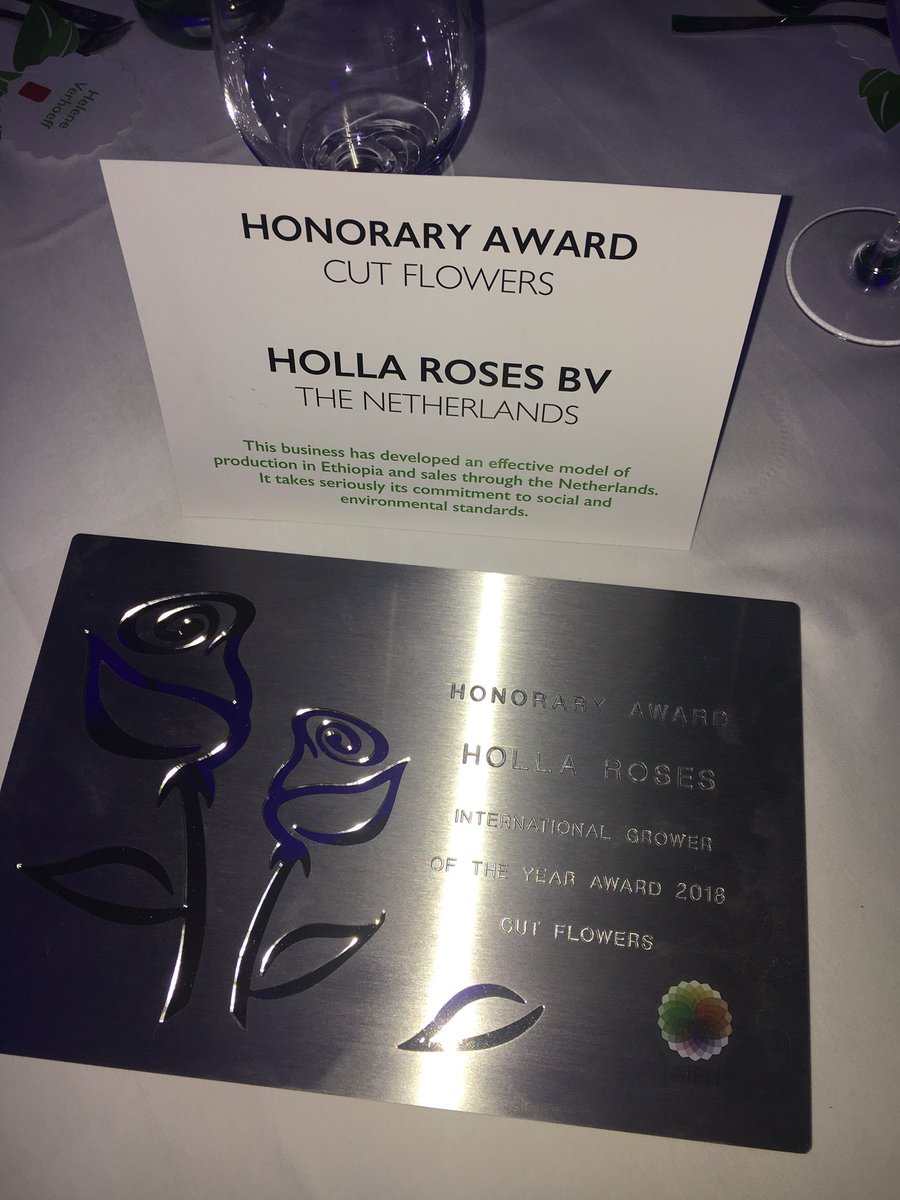 Helene
Verhoeff
HONORARY AWARD
CUT FLOWERS
HOLLA ROSES BV
THE NETHERLANDS
This business has developed an effective model of
production in Ethiopia and sales through the Netherlands.
It takes seriously its commitment to social and
environmental standards.
HONORARY AWARD
HOLLA ROSES
INTERNATIONAL GROWER
OF THE YEAR AWARD 2018
CUT FLOWERS
AIPH